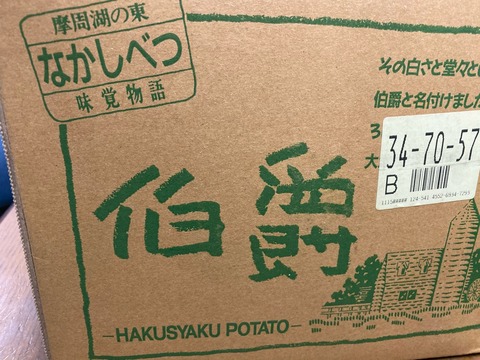 摩周湖の東
なかしべつ
味覚物語
その白さと堂々と
伯爵と名付けました
3
大
34-70-57
B
伯爵
-HAKUSYAKU POTATO-